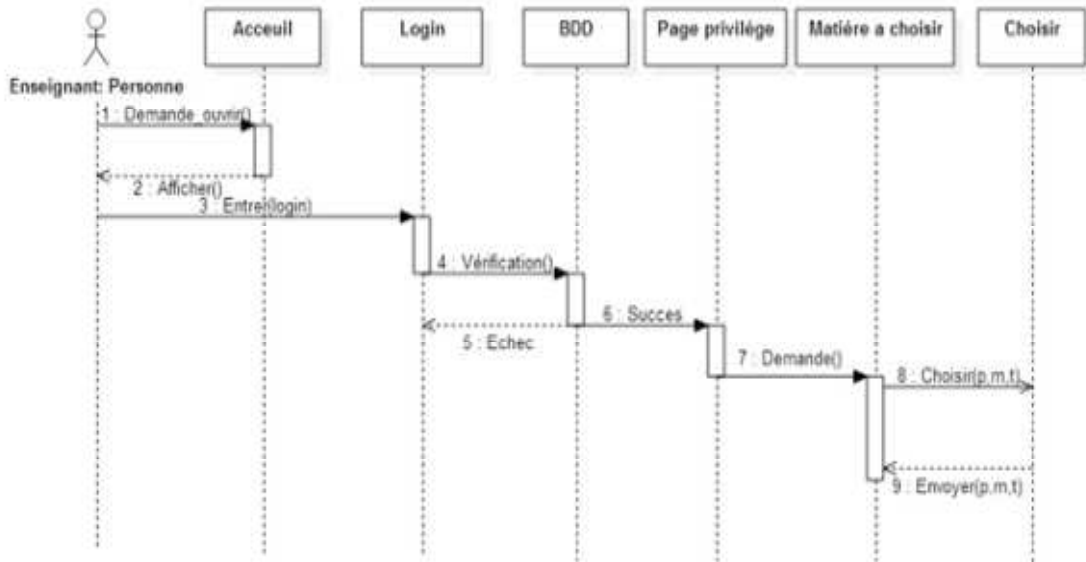 Acceuil
Login
BDD
Page privilége
Matiére a choisir
Choisir
Enseignant: Personne
1 : Demande_ouvrir()
2 : Afficher()
3 : Entrer(login)
4 : Vérification()
6 : Succes
5 : Echec
7 : Demande()
8 : Choisir(p,m,t)
9 : Envoyer(p,m,t)